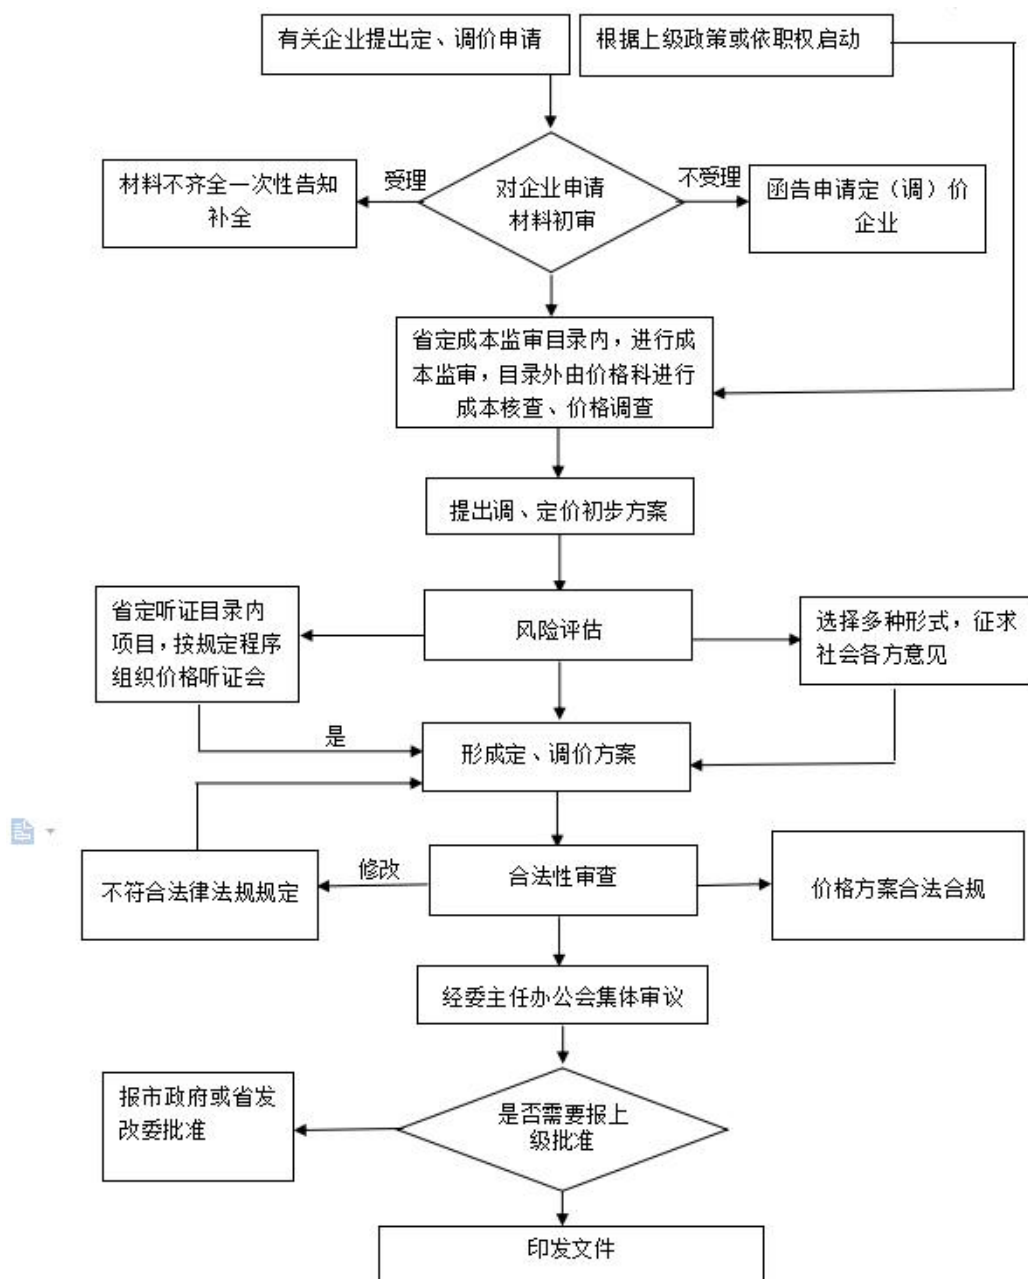 有关企业提出定、调价申请
根据上级政策或依职权启动
材料不齐全一次性告知
补全
受理
对企业申请
材料初审
不受理
函告申请定（调）价
企业
省定成本监审目录内，进行成
本监审，目录外由价格科进行
成本核查、价格调查
提出调、定价初步方案
省定听证目录内
项目，按规定程序
组织价格听证会
风险评估
选择多种形式，征求
社会各方意见
是
形成定、调价方案
不符合法律法规规定
修改
合法性审查
价格方案合法合规
经委主任办公会集体审议
报市政府或省发
改委批准
是否需要报上
级批准
印发文件